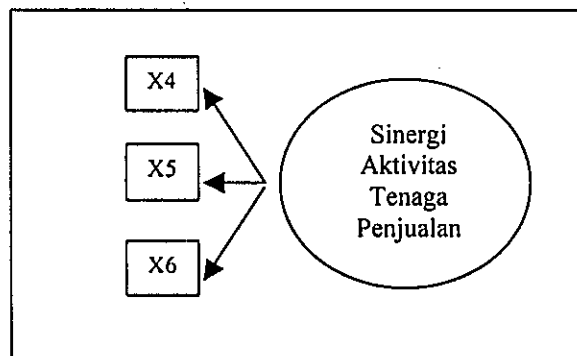 X4
X5
X6
Sinergi
Aktivitas
Tenaga
Penjualan